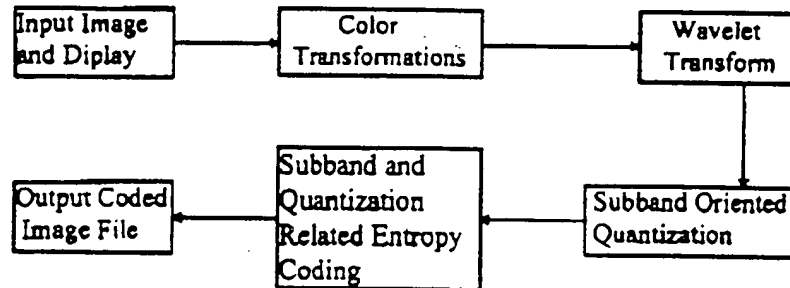 Input Image
and Diplay
Color
Transformations
Wavelet
Transform
Subband Oriented
Quantization
Subband and
Quantization
Related Entropy
Coding
Output Coded
Image File